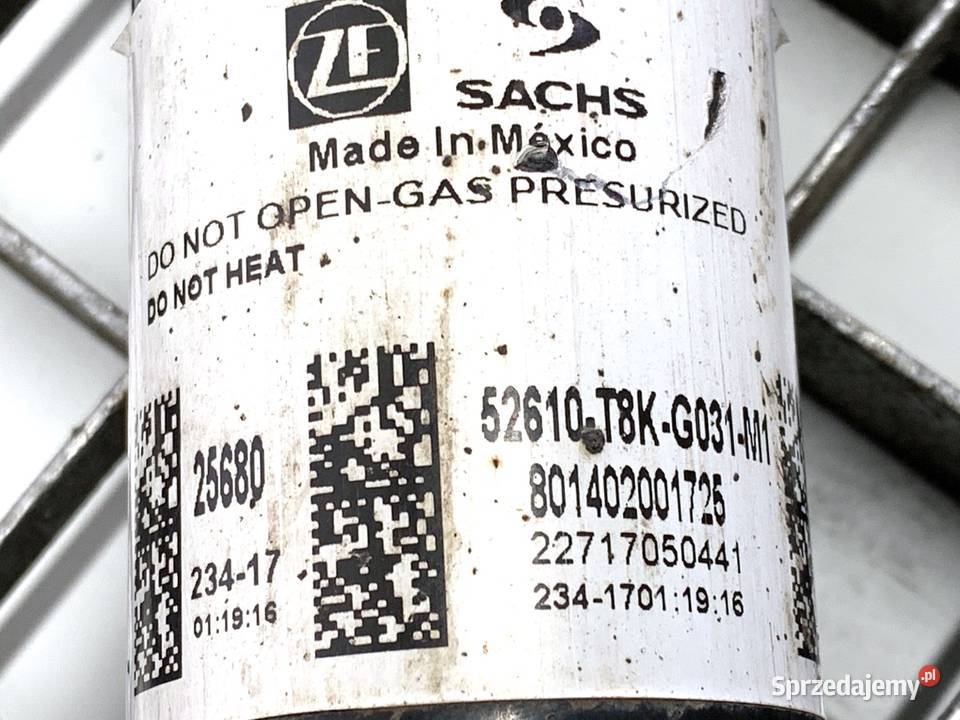 ZF
SACHS
Made In México
DO NOT OPEN-GAS PRESURIZED
DO NOT HEAT
52610-T8K-G031-M1
25680
801402001725
22717050441
234-17
234-1701:19:16
01:19:16
Sprzedajemy.pl